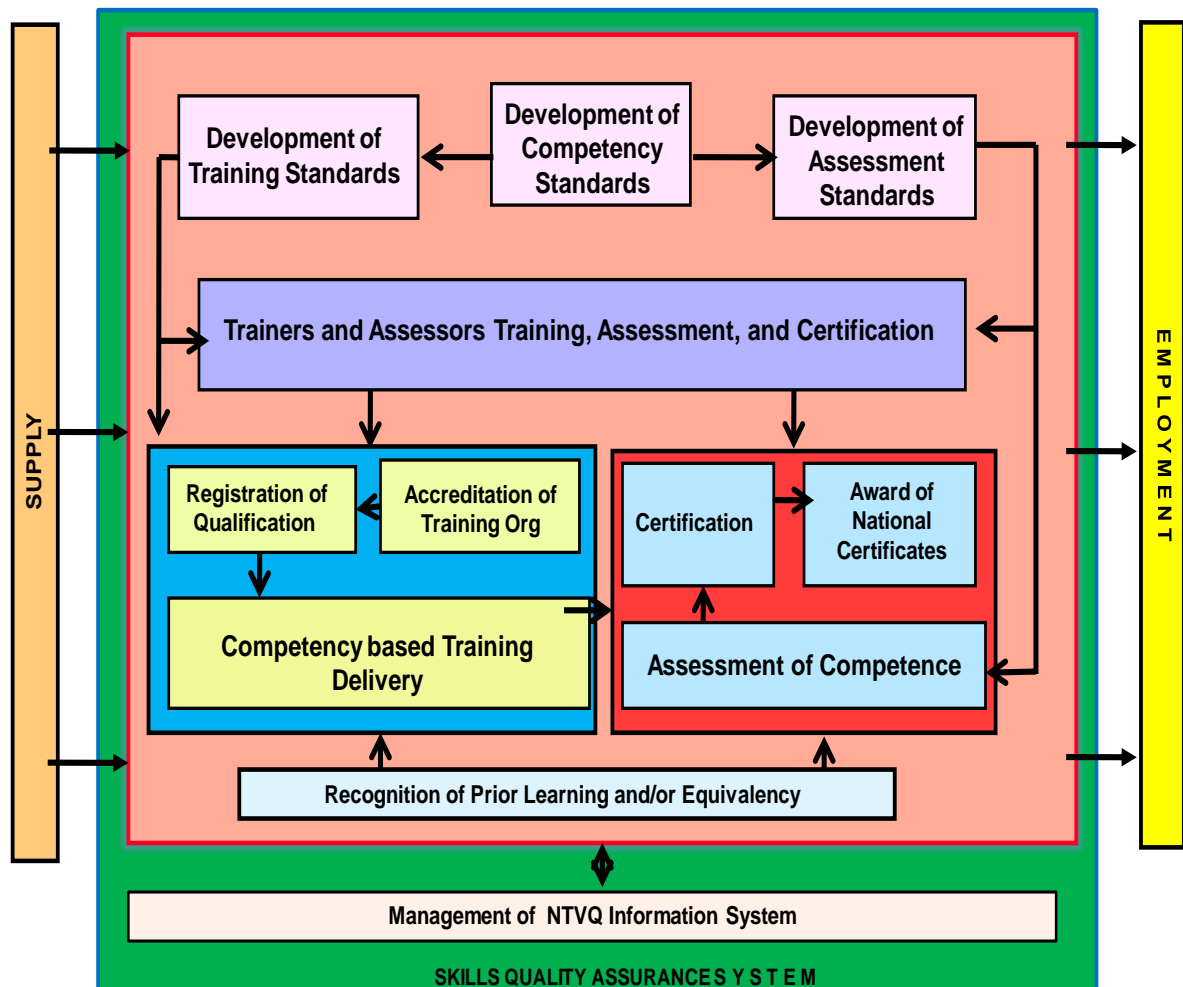 Development of
Training Standards
Development of
Competency
Standards
Development of
Assessment
Standards
Trainers and Assessors Training, Assessment, and Certification
SUPPLY
E M P L O Y M E N T
Registration of
Qualification
Accreditation of
Training Org
Certification
Award of
National
Certificates
Competency based Training
Delivery
Assessment of Competence
Recognition of Prior Learning and/or Equivalency
Management of NTVQ Information System
SKILLS QUALITY ASSURANCE S Y S T E M